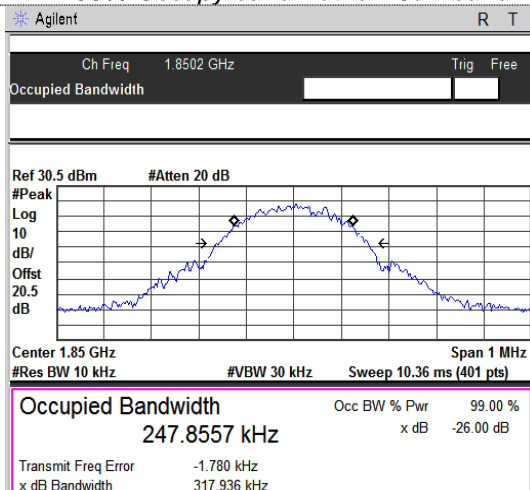 Agilent R T
Ch Freq 1.8502 GHz Trig Free
Occupied Bandwidth
Ref 30.5 dBm #Atten 20 dB
#Peak
Log
10
dB/
Offst
20.5
dB
Center 1.85 GHz Span 1 MHz
#Res BW 10 kHz #VBW 30 kHz Sweep 10.36 ms (401 pts)
Occupied Bandwidth Occ BW % Pwr 99.00 %
247.8557 kHz x dB -26.00 dB
Transmit Freq Error -1.780 kHz
x dB Bandwidth 317.936 kHz